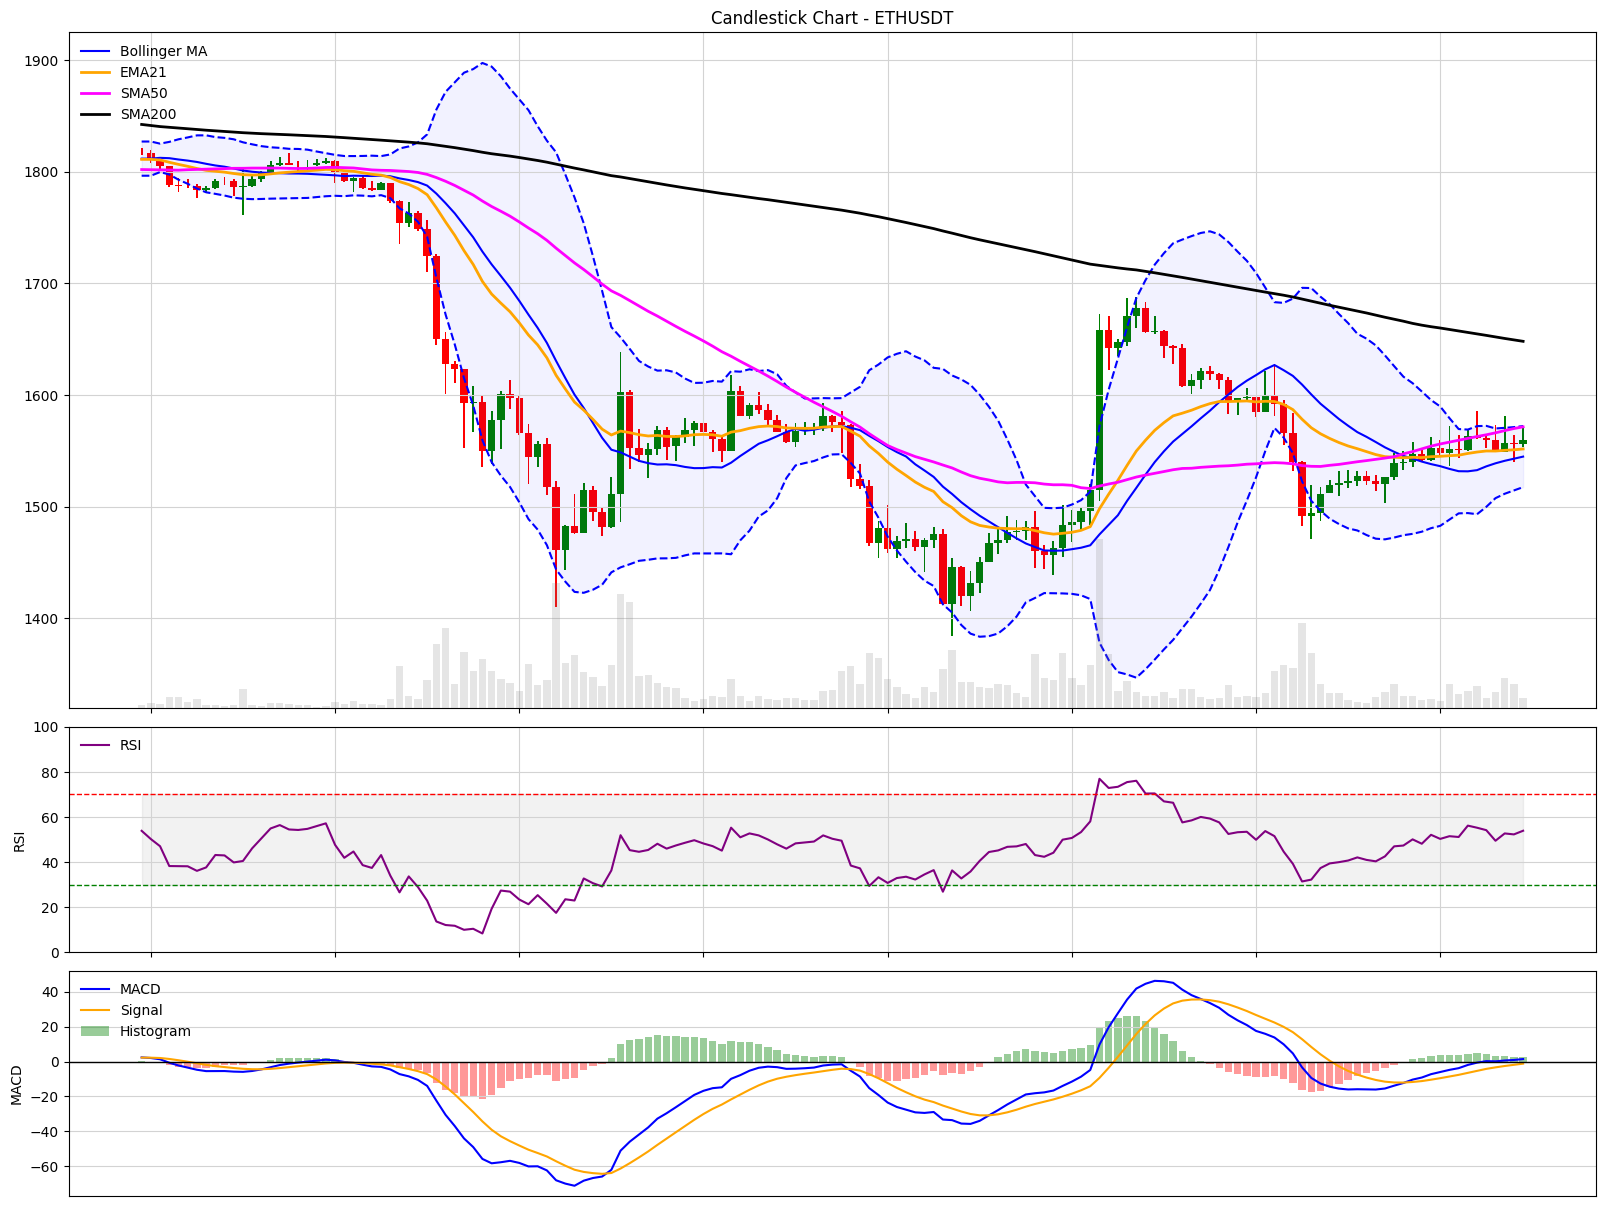 Candlestick Chart - ETHUSDT
Bollinger MA
EMA21
SMA50
SMA200
1900
1800
1700
1600
1500
1400
RSI
100
80
60
40
20
0
RSI
MACD
Signal
Histogram
40
20
0
−20
−40
−60
MACD